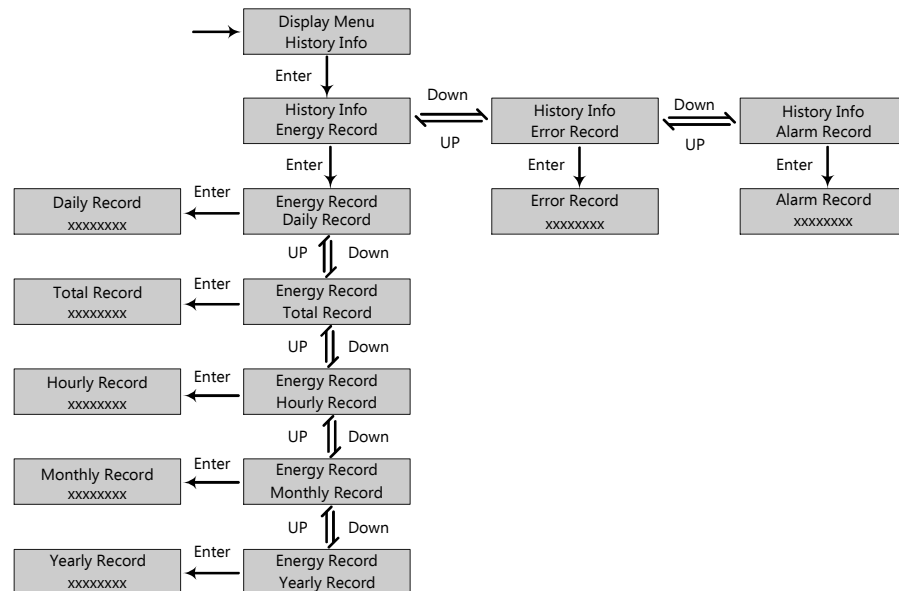 Display Menu
History Info
Enter
Down
Down
History Info
Energy Record
History Info
Error Record
History Info
Alarm Record
UP
UP
Enter
Enter
Enter
Daily Record
xxxxxxxx
Enter
Energy Record
Daily Record
Error Record
xxxxxxxx
Alarm Record
xxxxxxxx
UP
Down
Total Record
xxxxxxxx
Enter
Energy Record
Total Record
UP
Down
Hourly Record
xxxxxxxx
Enter
Energy Record
Hourly Record
UP
Down
Monthly Record
xxxxxxxx
Enter
Energy Record
Monthly Record
UP
Down
Yearly Record
xxxxxxxx
Enter
Energy Record
Yearly Record